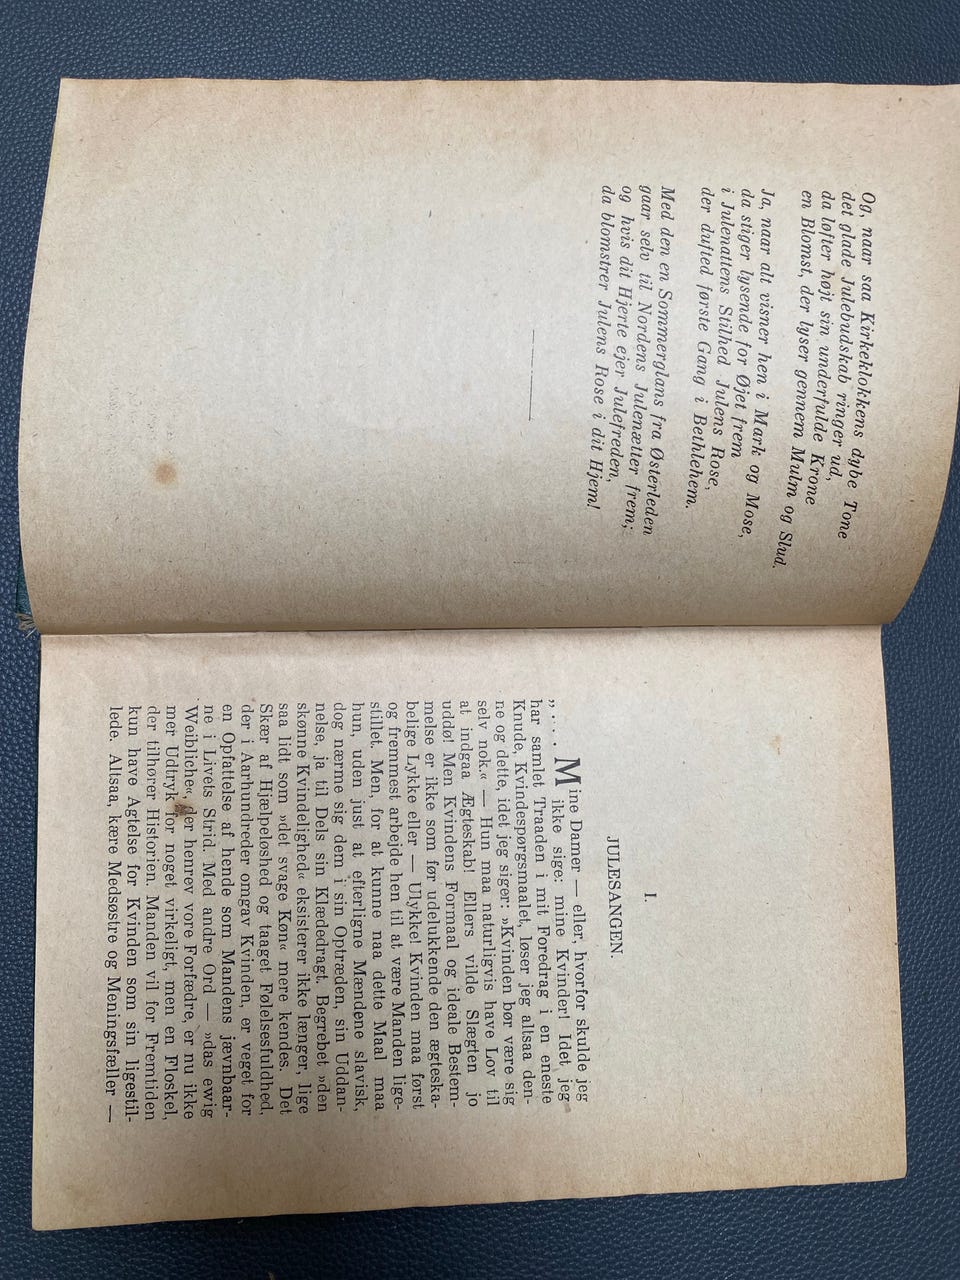 Og, naar saa Kirkeklokkens dybe Tone
det glade Julebudskab ringer ud,
da løfter højt sin underfulde Krone
en Blomst, der lyser gennem Mulm og Slud.
Ja, naar alt visner hen i Mark og Mose,
da stiger lysende for Øjet frem
i Julenattens Stilhed Julens Rose,
der dufted første Gang i Bethlehem.
Med den en Sommerglans fra Østerleden
gaar selv til Nordens Julenætter frem;
og hvis dit Hjerte ejer Julefreden,
da blomstrer Julens Rose i dit Hjem!
I.
JULESANGEN.
„ . . . . Mine Damer — eller, hvorfor skulde jeg
ikke sige: mine Kvinder! Idet, jeg
har samlet Traaden i mit Foredrag i en eneste
Knude, Kvindespørgsmaalet, løser jeg altsaa den-
ne og dette, idet jeg siger: »Kvinden bør være sig
selv nok.« — Hun maa naturligvis have Lov til
at indgaa Ægteskab! Ellers vilde Slægten jo
uddø! Men Kvindens Formaal og ideale Bestem-
melse er ikke som før udelukkende den ægteska-
belige Lykke eller — Ulykke! Kvinden maa først
og fremmest arbejde hen til at være Manden lige-
stillet. Men, for at kunne naa dette Maal maa
hun, uden just at efterligne Mændene slavisk,
dog nærme sig dem i sin Optræden, sin Uddan-
nelse, ja til Dels sin Klædedragt. Begrebet »den
skønne Kvindelighed« eksisterer ikke længer, lige
saa lidt som »det svage Køn« mere kendes. Det
Skær af Hjælpeløshed og taaget Følelsesfuldhed,
der i Aarhundreder omgav Kvinden, er veget for
en Opfattelse af hende som Mandens jævnbaar-
ne i Livets Strid. Med andre Ord — »das ewig
Weibliche«, der henrev vore Forfædre, er nu ikke
mer Udtryk for noget virkeligt, men en Floskel,
der tilhører Historien. Manden vil for Fremtiden
kun have Agtelse for Kvinden som sin ligestil-
lede. Altsaa, kære Medsøstre og Meningsfæller —